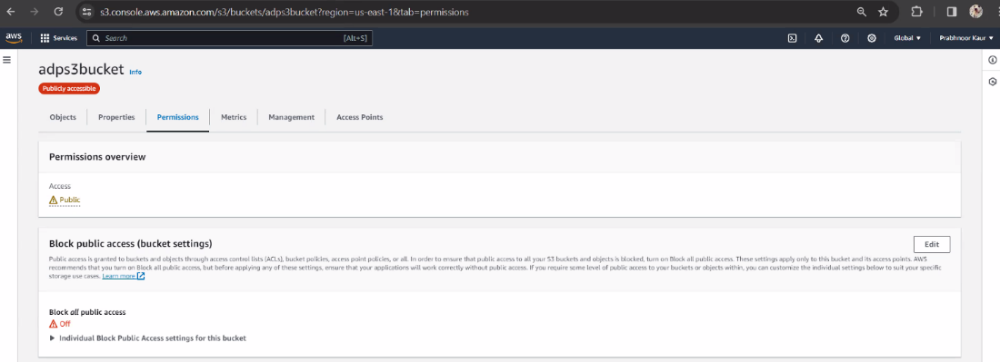 s3.console.aws.amazon.com/s3/buckets/adps3bucket?region=us-east-1&tab=permissions
aws Services Search [Alt+S] Global ▼ Prabhnoor Kaur ▼
adps3bucket Info
Publicly accessible
Objects Properties Permissions Metrics Management Access Points
Permissions overview
Access
Public
Block public access (bucket settings) Edit
Public access is granted to buckets and objects through access control lists (ACLs), bucket policies, access point policies, or all. In order to ensure that public access to all your S3 buckets and objects is blocked, turn on Block all public access. These settings apply only to this bucket and its access points. AWS
recommends that you turn on Block all public access, but before applying any of these settings, ensure that your applications will work correctly without public access. If you require some level of public access to your buckets or objects within, you can customize the individual settings below to suit your specific
storage use cases. Learn more
Block all public access
Off
Individual Block Public Access settings for this bucket